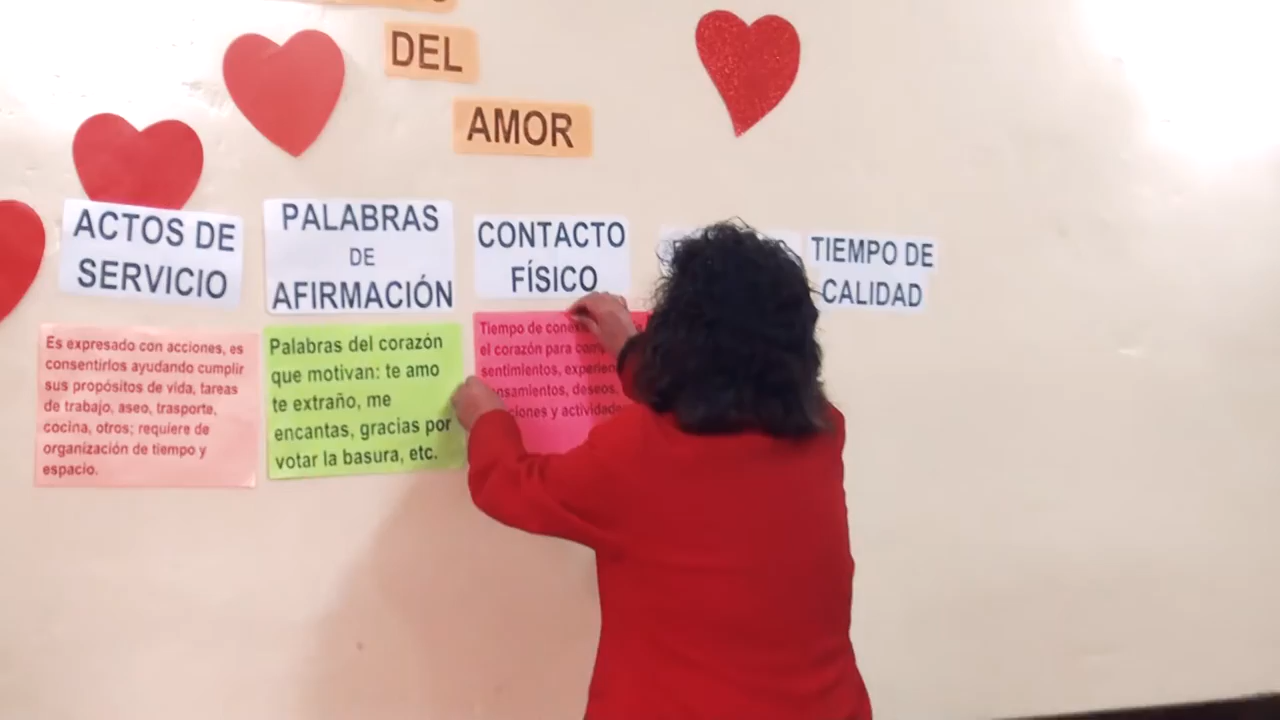 DEL
AMOR
ACTOS DE
SERVICIO
PALABRAS
DE
AFIRMACIÓN
CONTACTO
FÍSICO
TIEMPO DE
CALIDAD
Es expresado con acciones, es
consentirlos ayudando cumplir
sus propósitos de vida, tareas
de trabajo, aseo, trasporte,
cocina, otros; requiere de
organización de tiempo y
espacio.
Palabras del corazón
que motivan: te amo
te extraño, me
encantas, gracias por
votar la basura, etc.
Tiempo de
el corazón para
sentimientos,
deseos.
y